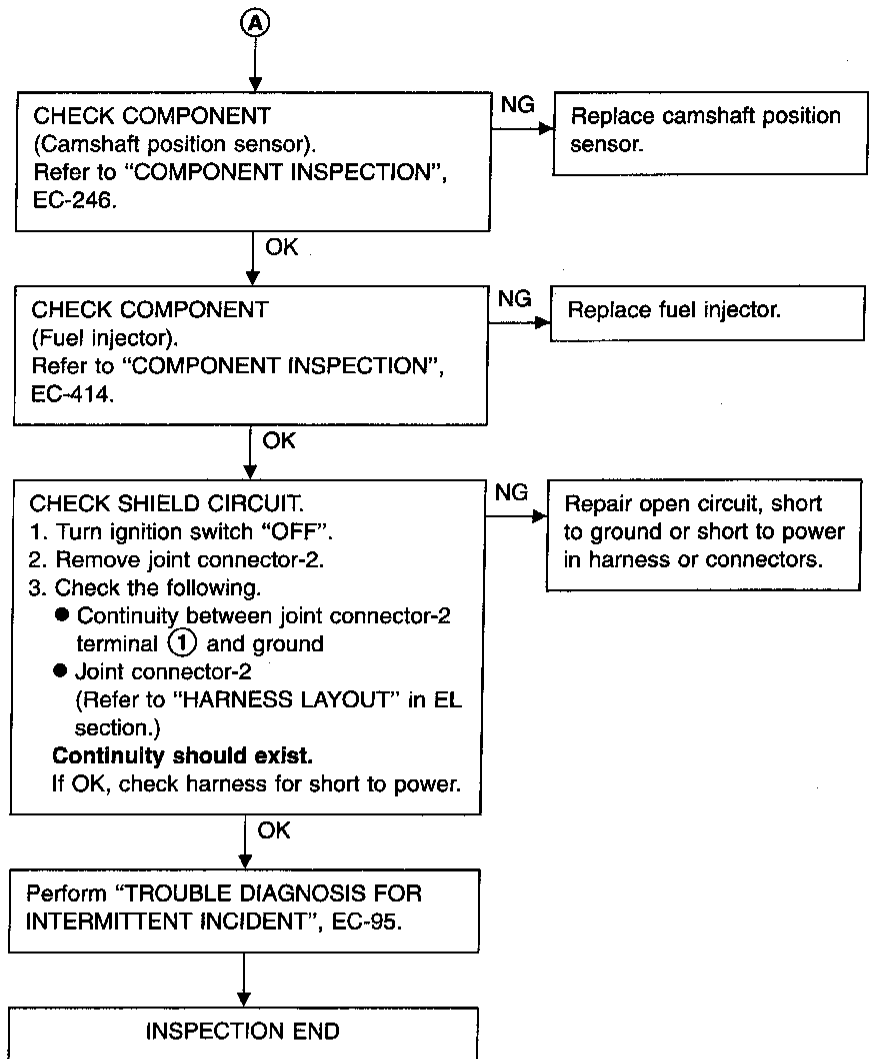 A
CHECK COMPONENT
(Camshaft position sensor).
Refer to "COMPONENT INSPECTION",
EC-246.
NG
Replace camshaft position
sensor.
OK
CHECK COMPONENT
(Fuel injector).
Refer to "COMPONENT INSPECTION",
EC-414.
NG
Replace fuel injector.
OK
CHECK SHIELD CIRCUIT.
1. Turn ignition switch "OFF".
2. Remove joint connector-2.
3. Check the following.
● Continuity between joint connector-2
terminal ① and ground
● Joint connector-2
(Refer to "HARNESS LAYOUT" in EL
section.)
Continuity should exist.
If OK, check harness for short to power.
NG
Repair open circuit, short
to ground or short to power
in harness or connectors.
OK
Perform "TROUBLE DIAGNOSIS FOR
INTERMITTENT INCIDENT", EC-95.
INSPECTION END